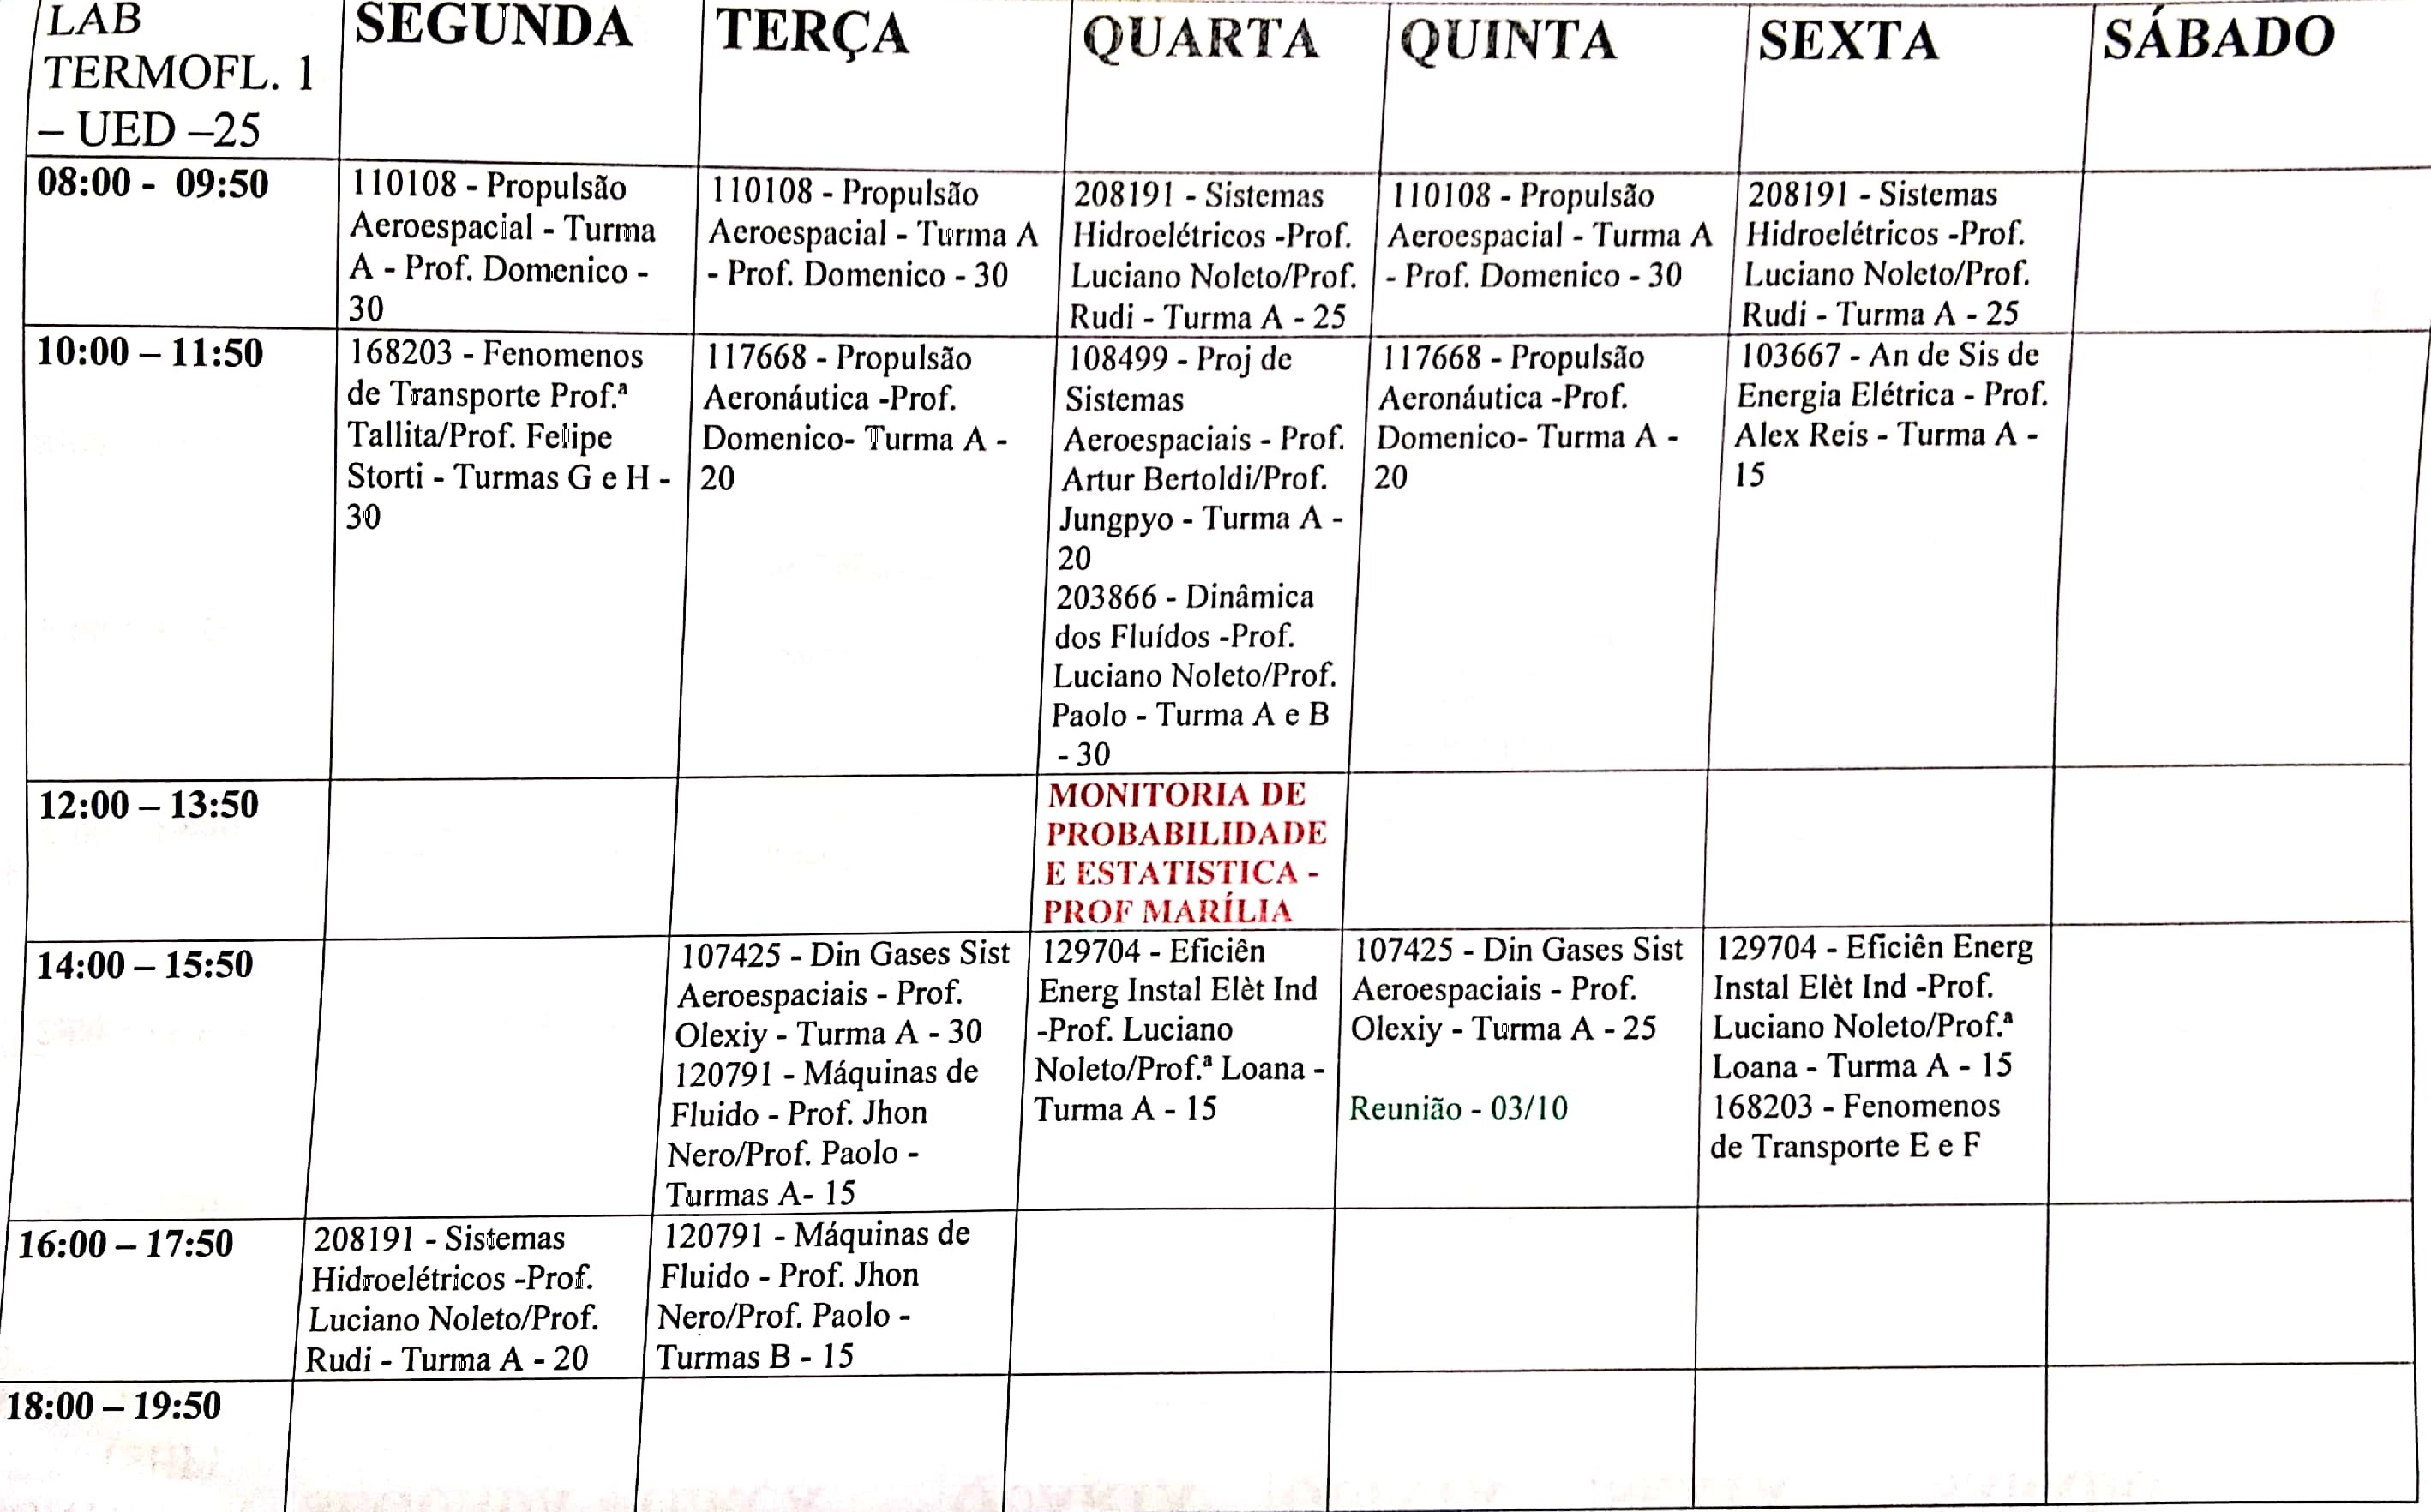 LAB
TERMOFL. 1
– UED –25
SEGUNDA
TERÇA
QUARTA
QUINTA
SEXTA
SÁBADO
08:00 - 09:50
110108 - Propulsão
Aeroespacial - Turma
A - Prof. Domenico -
30
110108 - Propulsão
Aeroespacial - Turma A
- Prof. Domenico - 30
208191 - Sistemas
Hidroelétricos -Prof.
Luciano Noleto/Prof.
Rudi - Turma A - 25
110108 - Propulsão
Aeroespacial - Turma A
- Prof. Domenico - 30
208191 - Sistemas
Hidroelétricos -Prof.
Luciano Noleto/Prof.
Rudi - Turma A - 25
10:00 – 11:50
168203 - Fenomenos
de Transporte Prof.ª
Tallita/Prof. Felipe
Storti - Turmas G e H -
30
117668 - Propulsão
Aeronáutica -Prof.
Domenico- Turma A -
20
108499 - Proj de
Sistemas
Aeroespaciais - Prof.
Artur Bertoldi/Prof.
Jungpyo - Turma A -
20
203866 - Dinâmica
dos Fluídos -Prof.
Luciano Noleto/Prof.
Paolo - Turma A e B
- 30
117668 - Propulsão
Aeronáutica -Prof.
Domenico- Turma A -
20
103667 - An de Sis de
Energia Elétrica - Prof.
Alex Reis - Turma A -
15
12:00 – 13:50
MONITORIA DE
PROBABILIDADE
E ESTATISTICA -
PROF MARÍLIA
14:00 – 15:50
107425 - Din Gases Sist
Aeroespaciais - Prof.
Olexiy - Turma A - 30
120791 - Máquinas de
Fluido - Prof. Jhon
Nero/Prof. Paolo -
Turmas A- 15
129704 - Eficiên
Energ Instal Elèt Ind
-Prof. Luciano
Noleto/Prof.ª Loana -
Turma A - 15
107425 - Din Gases Sist
Aeroespaciais - Prof.
Olexiy - Turma A - 25
Reunião - 03/10
129704 - Eficiên Energ
Instal Elèt Ind -Prof.
Luciano Noleto/Prof.ª
Loana - Turma A - 15
168203 - Fenomenos
de Transporte E e F
16:00 – 17:50
208191 - Sistemas
Hidroelétricos -Prof.
Luciano Noleto/Prof.
Rudi - Turma A - 20
120791 - Máquinas de
Fluido - Prof. Jhon
Nero/Prof. Paolo -
Turmas B - 15
18:00 – 19:50